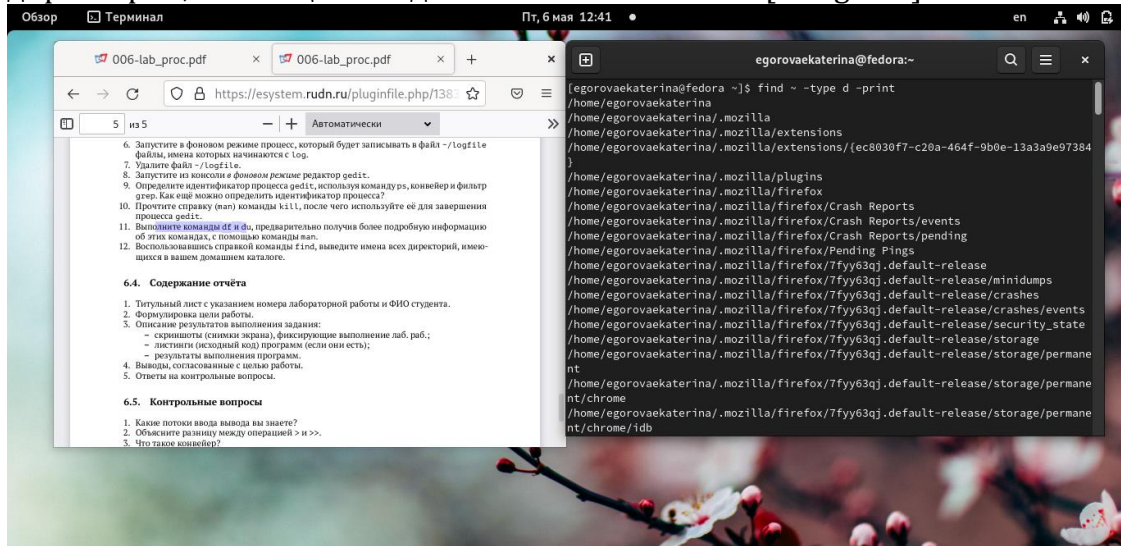 Обзор Терминал Пт, 6 мая 12:41 en
006-lab_proc.pdf × 006-lab_proc.pdf × + ×
https://esystem.rudn.ru/pluginfile.php/1383
5 из 5 — + Автоматически
6. Запустите в фоновом режиме процесс, который будет записывать в файл ~/logfile
файлы, имена которых начинаются с log.
7. Удалите файл ~/logfile.
8. Запустите из консоли в фоновом режиме редактор gedit.
9. Определите идентификатор процесса gedit, используя команду ps, конвейер и фильтр
grep. Как ещё можно определить идентификатор процесса?
10. Прочтите справку (man) команды kill, после чего используйте её для завершения
процесса gedit.
11. Выполните команды df и du, предварительно получив более подробную информацию
об этих командах, с помощью команды man.
12. Воспользовавшись справкой команды find, выведите имена всех директорий, имею-
щихся в вашем домашнем каталоге.
6.4. Содержание отчёта
1. Титульный лист с указанием номера лабораторной работы и ФИО студента.
2. Формулировка цели работы.
3. Описание результатов выполнения задания:
– скриншоты (снимки экрана), фиксирующие выполнение лаб. раб.;
– листинги (исходный код) программ (если они есть);
– результаты выполнения программ.
4. Выводы, согласованные с целью работы.
5. Ответы на контрольные вопросы.
6.5. Контрольные вопросы
1. Какие потоки ввода вывода вы знаете?
2. Объясните разницу между операцией > и >>.
3. Что такое конвейер?
egorovaekaterina@fedora:~
[egorovaekaterina@fedora ~]$ find ~ -type d -print
/home/egorovaekaterina
/home/egorovaekaterina/.mozilla
/home/egorovaekaterina/.mozilla/extensions
/home/egorovaekaterina/.mozilla/extensions/{ec8030f7-c20a-464f-9b0e-13a3a9e97384
}
/home/egorovaekaterina/.mozilla/plugins
/home/egorovaekaterina/.mozilla/firefox
/home/egorovaekaterina/.mozilla/firefox/Crash Reports
/home/egorovaekaterina/.mozilla/firefox/Crash Reports/events
/home/egorovaekaterina/.mozilla/firefox/Crash Reports/pending
/home/egorovaekaterina/.mozilla/firefox/Pending Pings
/home/egorovaekaterina/.mozilla/firefox/7fyy63qj.default-release
/home/egorovaekaterina/.mozilla/firefox/7fyy63qj.default-release/minidumps
/home/egorovaekaterina/.mozilla/firefox/7fyy63qj.default-release/crashes
/home/egorovaekaterina/.mozilla/firefox/7fyy63qj.default-release/crashes/events
/home/egorovaekaterina/.mozilla/firefox/7fyy63qj.default-release/security_state
/home/egorovaekaterina/.mozilla/firefox/7fyy63qj.default-release/storage
/home/egorovaekaterina/.mozilla/firefox/7fyy63qj.default-release/storage/permane
nt
/home/egorovaekaterina/.mozilla/firefox/7fyy63qj.default-release/storage/permane
nt/chrome
/home/egorovaekaterina/.mozilla/firefox/7fyy63qj.default-release/storage/permane
nt/chrome/idb